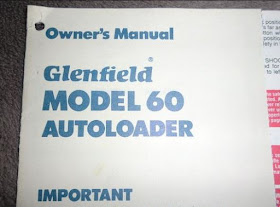 Owner's Manual
Glenfield®
MODEL 60
AUTOLOADER
IMPORTANT